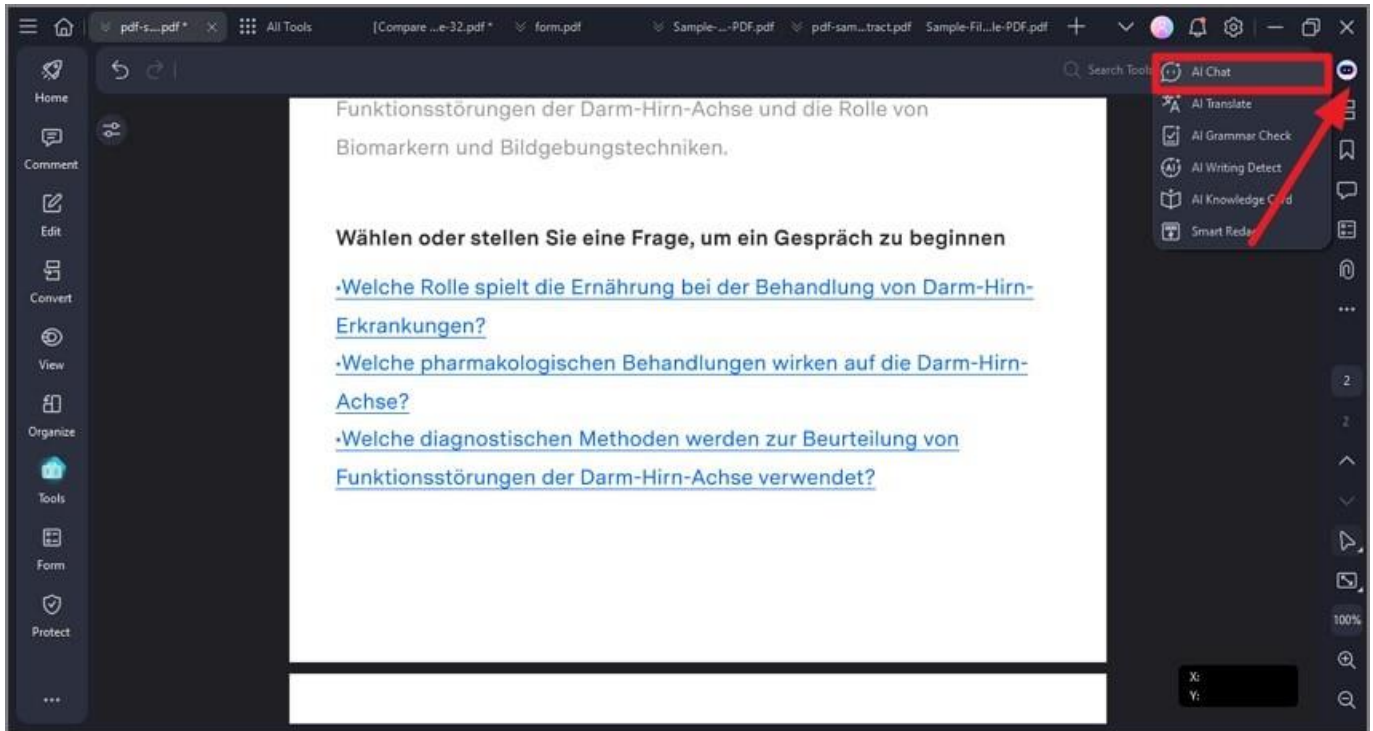 pdf-s...pdf *
All Tools
[Compare ...e-32.pdf *
form.pdf
Sample-...-PDF.pdf
pdf-sam...tract.pdf
Sample-Fil...le-PDF.pdf
Search Tools
Home
Comment
Edit
Convert
View
Organize
Tools
Form
Protect
Funktionsstörungen der Darm-Hirn-Achse und die Rolle von
Biomarkern und Bildgebungstechniken.
Wählen oder stellen Sie eine Frage, um ein Gespräch zu beginnen
•Welche Rolle spielt die Ernährung bei der Behandlung von Darm-Hirn-
Erkrankungen?
•Welche pharmakologischen Behandlungen wirken auf die Darm-Hirn-
Achse?
•Welche diagnostischen Methoden werden zur Beurteilung von
Funktionsstörungen der Darm-Hirn-Achse verwendet?
AI Chat
AI Translate
AI Grammar Check
AI Writing Detect
AI Knowledge Card
Smart Redact
2
2
100%
X:
Y: